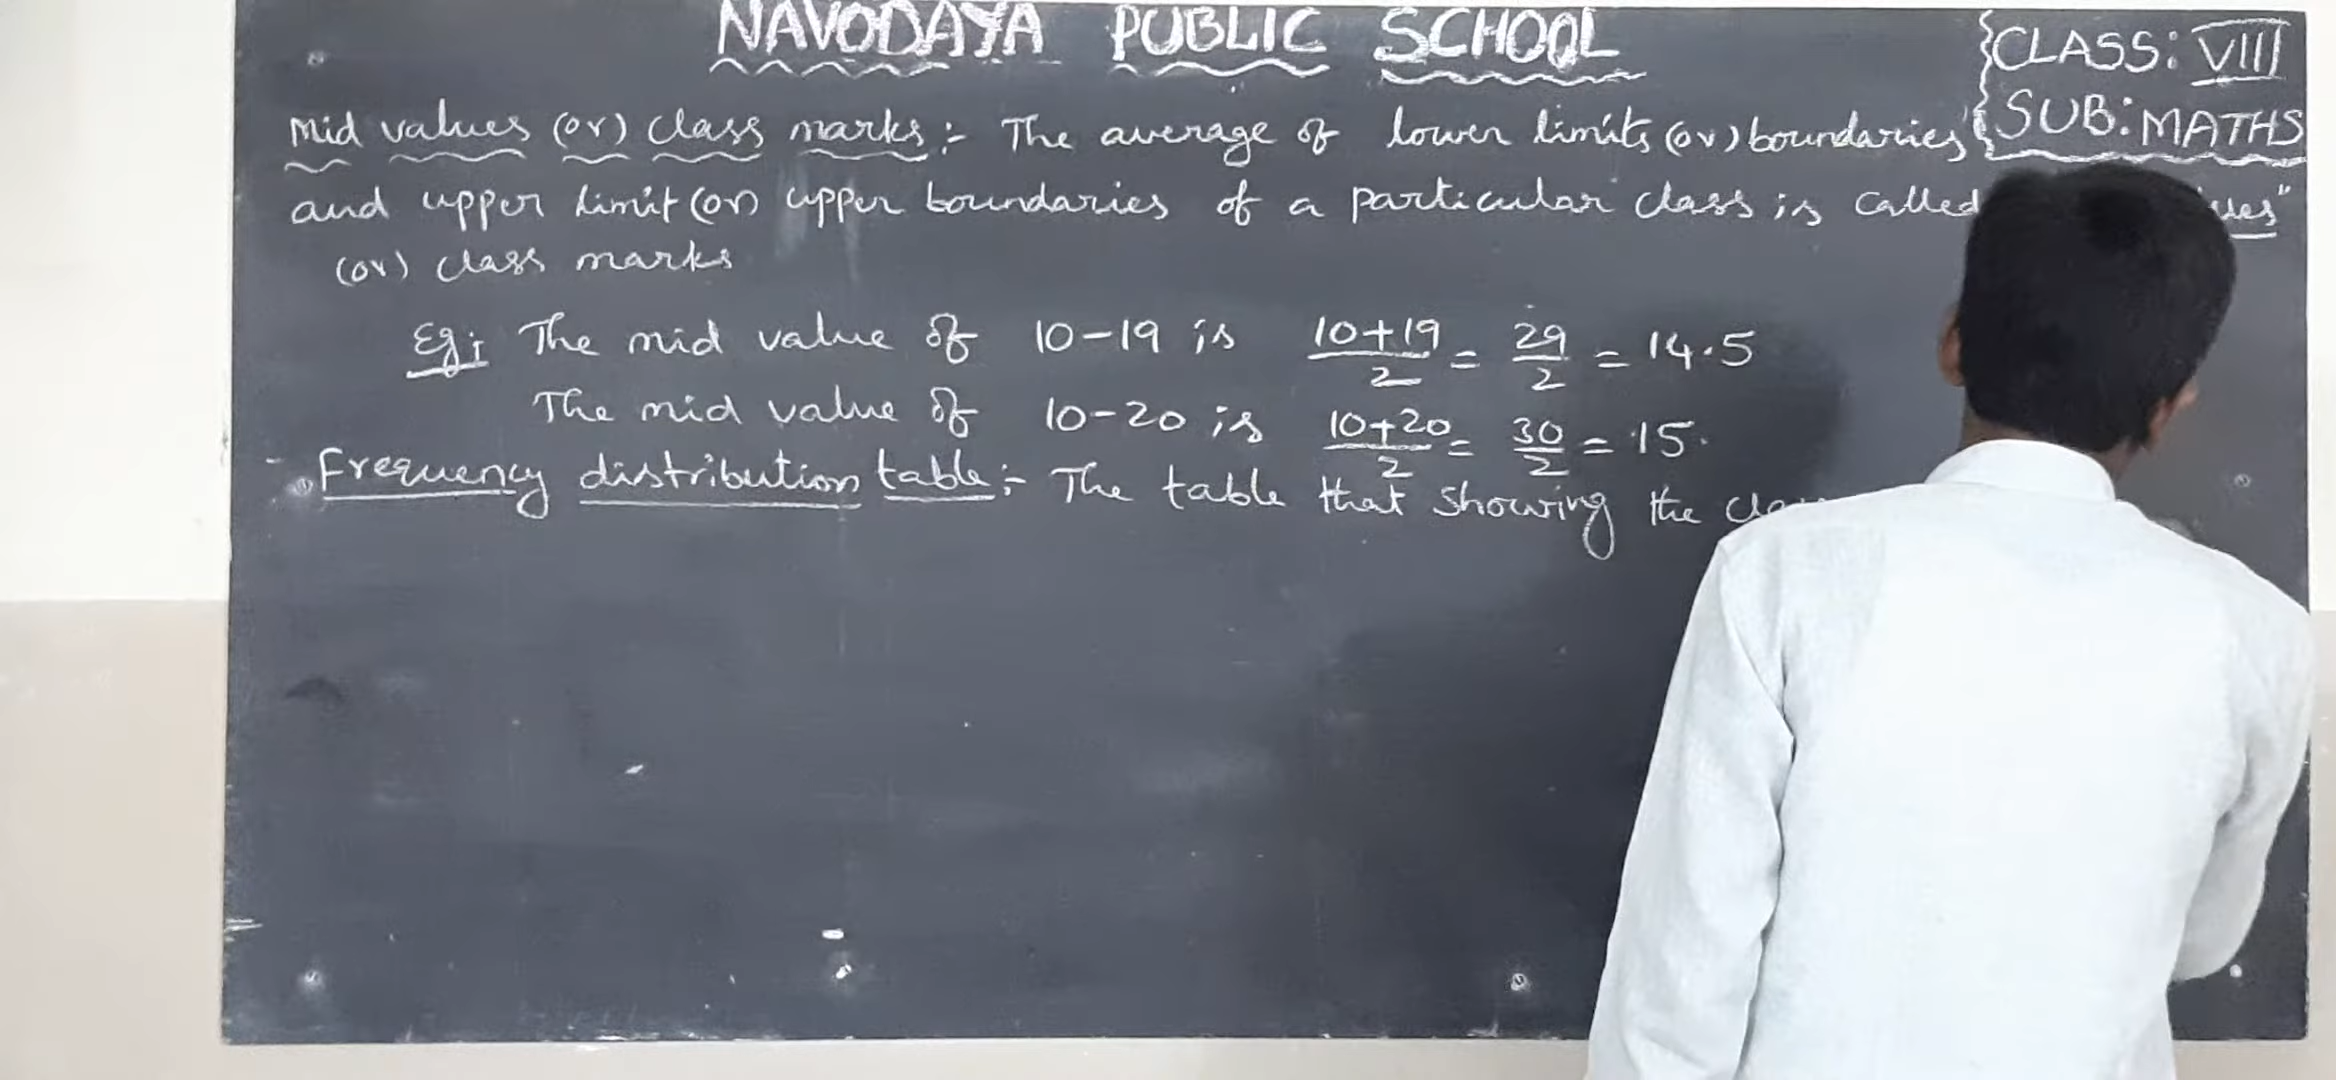 NAVODAYA PUBLIC SCHOOL
CLASS: VIII
SUB: MATHS
Mid values (or) class marks :- The average of lower limits (or) boundaries
and upper limit (or) upper boundaries of a particular class is called
(or) class marks
Eg: The mid value of 10-19 is 10+19/2 = 29/2 = 14.5
The mid value of 10-20 is 10+20/2 = 30/2 = 15.
Frequency distribution table :- The table that showing the